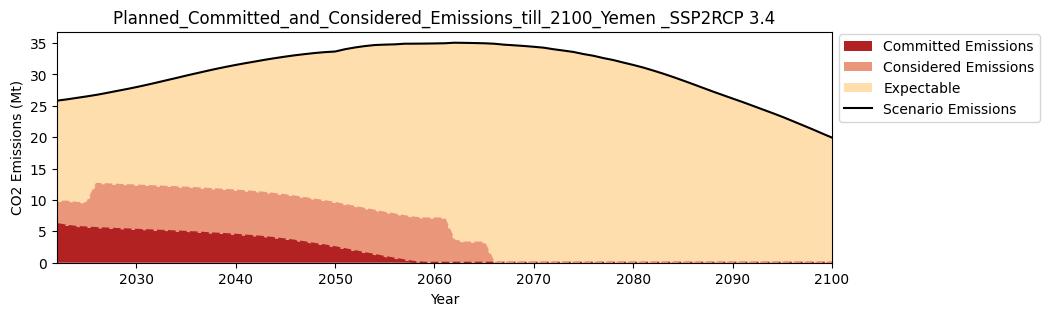 Planned_Committed_and_Considered_Emissions_till_2100_Yemen _SSP2RCP 3.4
CO2 Emissions (Mt)
35
30
25
20
15
10
5
0
2030 2040 2050 2060 2070 2080 2090 2100
Year
Committed Emissions
Considered Emissions
Expectable
Scenario Emissions